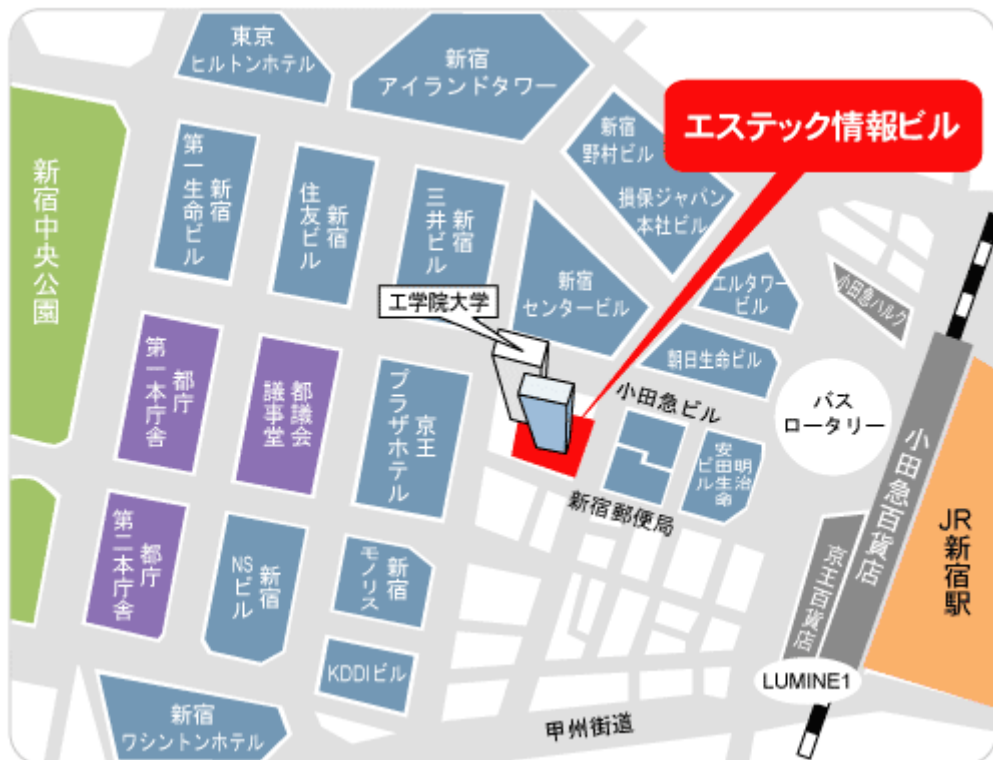 東京
ヒルトンホテル
新宿
アイランドタワー
新宿
野村ビル
エステック情報ビル
損保ジャパン
本社ビル
新宿中央公園
新宿
第一生命ビル
新宿
住友ビル
新宿
三井ビル
新宿
センタービル
エルタワー
ビル
小田急ハルク
工学院大学
朝日生命ビル
都庁
第一本庁舎
都議会
議事堂
京王
プラザホテル
小田急ビル
バス
ロータリー
明治
安田生命
ビル
新宿郵便局
小田急百貨店
JR新宿駅
都庁
第二本庁舎
新宿
NSビル
新宿
モノリス
京王百貨店
KDDIビル
LUMINE1
新宿
ワシントンホテル
甲州街道